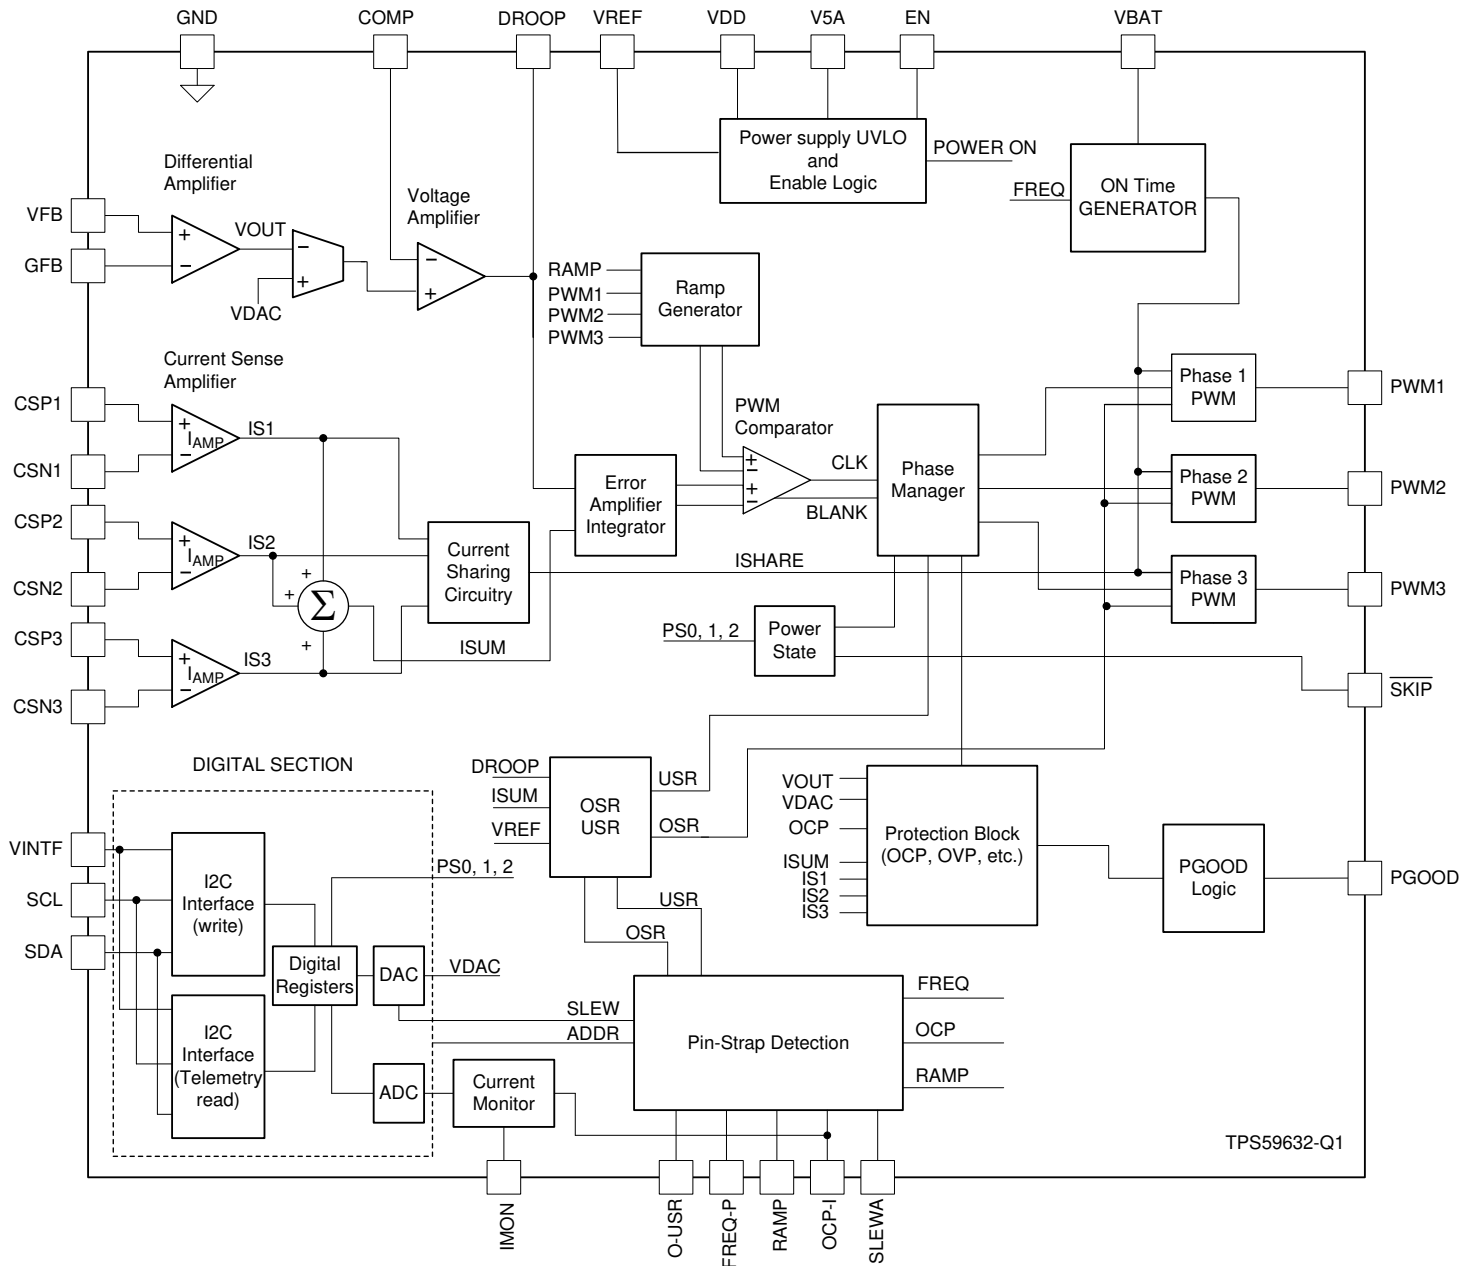 GND
COMP
DROOP
VREF
VDD
V5A
EN
VBAT
Power supply UVLO
and
Enable Logic
POWER ON
FREQ
ON Time
GENERATOR
Differential
Amplifier
VFB
GFB
+
−
VOUT
VDAC
−
+
Voltage
Amplifier
−
+
RAMP
PWM1
PWM2
PWM3
Ramp
Generator
Current Sense
Amplifier
CSP1
CSN1
+
IAMP
−
IS1
CSP2
CSN2
+
IAMP
−
IS2
CSP3
CSN3
+
IAMP
−
IS3
+
+
Σ
+
ISUM
Current
Sharing
Circuitry
Error
Amplifier
Integrator
PWM
Comparator
+
−
+
−
CLK
BLANK
Phase
Manager
ISHARE
Phase 1
PWM
PWM1
Phase 2
PWM
PWM2
Phase 3
PWM
PWM3
PS0, 1, 2
Power
State
SKIP
DIGITAL SECTION
VINTF
SCL
SDA
I2C
Interface
(write)
I2C
Interface
(Telemetry
read)
Digital
Registers
DAC
ADC
PS0, 1, 2
VDAC
DROOP
ISUM
VREF
OSR
USR
USR
OSR
USR
OSR
VOUT
VDAC
OCP
ISUM
IS1
IS2
IS3
Protection Block
(OCP, OVP, etc.)
PGOOD
Logic
PGOOD
SLEW
ADDR
Pin-Strap Detection
FREQ
OCP
RAMP
Current
Monitor
TPS59632-Q1
IMON
O-USR
FREQ-P
RAMP
OCP-I
SLEWA